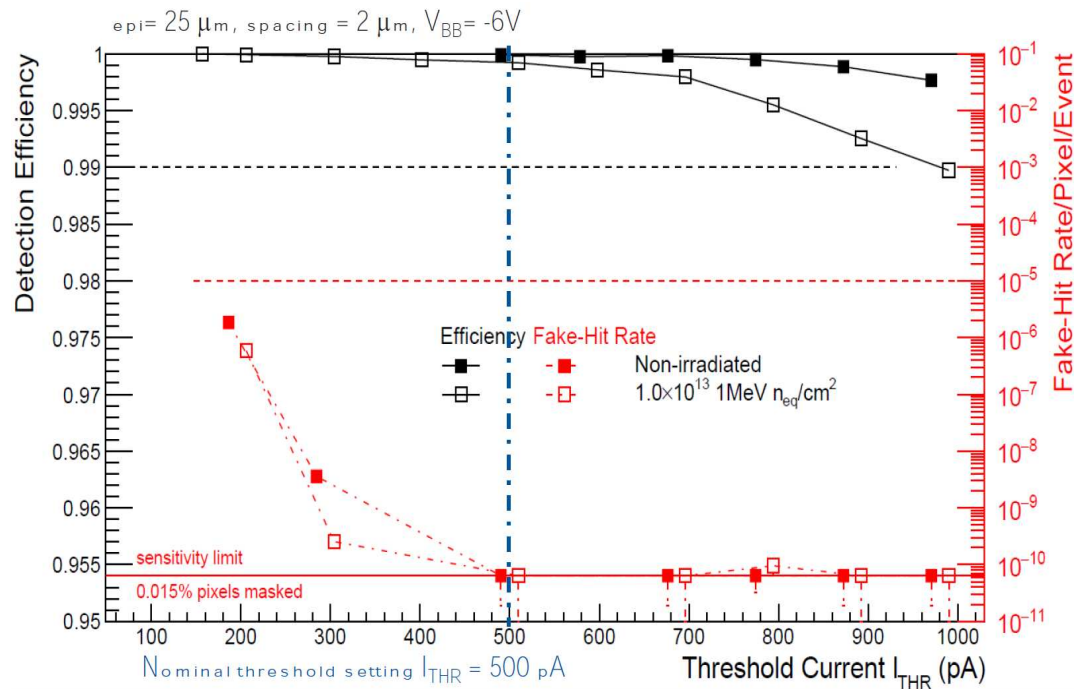 epi= 25 μm, spacing = 2 μm, V_BB= -6V
Detection Efficiency
1
0.995
0.99
0.985
0.98
0.975
0.97
0.965
0.96
0.955
0.95
10⁻¹
10⁻²
10⁻³
10⁻⁴
10⁻⁵
10⁻⁶
10⁻⁷
10⁻⁸
10⁻⁹
10⁻¹⁰
10⁻¹¹
Fake-Hit Rate/Pixel/Event
Efficiency Fake-Hit Rate
Non-irradiated
1.0×10¹³ 1MeV n_eq/cm²
sensitivity limit
0.015% pixels masked
100 200 300 400 500 600 700 800 900 1000
Nominal threshold setting I_THR = 500 pA
Threshold Current I_THR (pA)